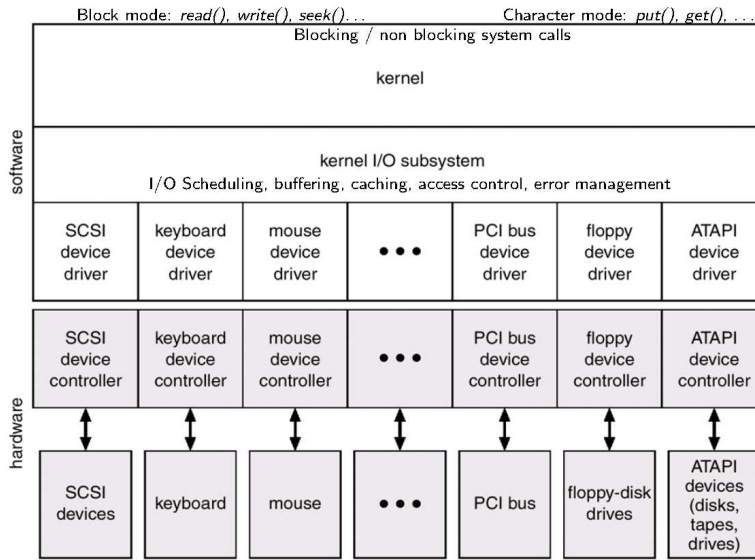 Block mode: read(), write(), seek()... Character mode: put(), get(), ...
Blocking / non blocking system calls
kernel
software
kernel I/O subsystem
I/O Scheduling, buffering, caching, access control, error management
SCSI
device
driver
keyboard
device
driver
mouse
device
driver
•••
PCI bus
device
driver
floppy
device
driver
ATAPI
device
driver
hardware
SCSI
device
controller
keyboard
device
controller
mouse
device
controller
•••
PCI bus
device
controller
floppy
device
controller
ATAPI
device
controller
SCSI
devices
keyboard
mouse
•••
PCI bus
floppy-disk
drives
ATAPI
devices
(disks,
tapes,
drives)